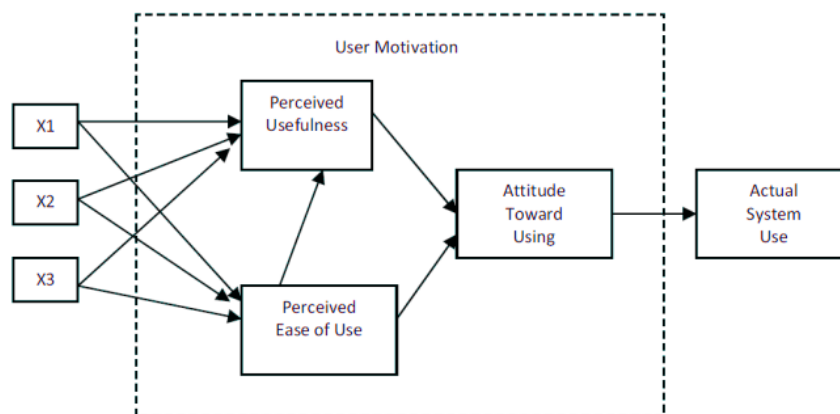 User Motivation
X1
X2
X3
Perceived
Usefulness
Perceived
Ease of Use
Attitude
Toward
Using
Actual
System
Use